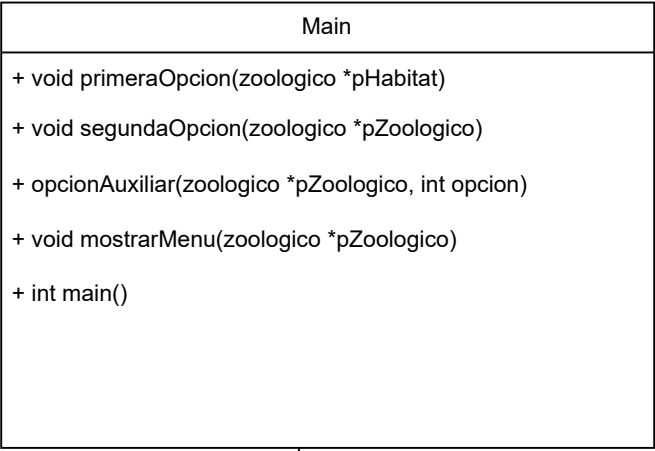 Main
+ void primeraOpcion(zoologico *pHabitat)
+ void segundaOpcion(zoologico *pZoologico)
+ opcionAuxiliar(zoologico *pZoologico, int opcion)
+ void mostrarMenu(zoologico *pZoologico)
+ int main()